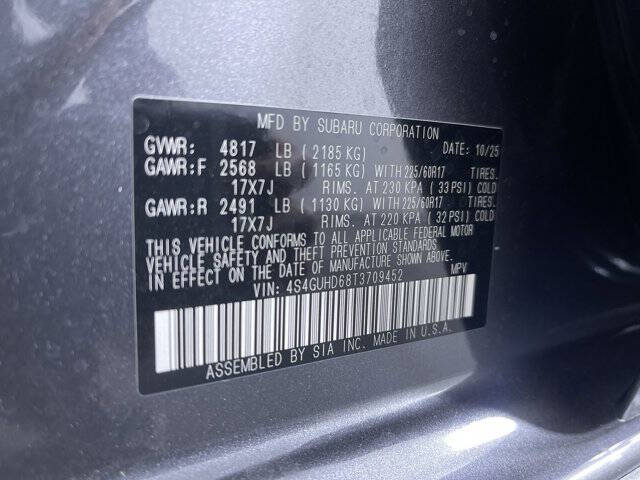 MFD BY SUBARU CORPORATION
GVWR: 4817 LB (2185 KG) DATE: 10/25
GAWR:F 2568 LB (1165 KG) WITH 225/60R17 TIRES.
17X7J RIMS. AT 230 KPA (33 PSI) COLD
GAWR:R 2491 LB (1130 KG) WITH 225/60R17 TIRES.
17X7J RIMS. AT 220 KPA (32 PSI) COLD
THIS VEHICLE CONFORMS TO ALL APPLICABLE FEDERAL MOTOR
VEHICLE SAFETY AND THEFT PREVENTION STANDARDS
IN EFFECT ON THE DATE OF MANUFACTURE SHOWN ABOVE.
VIN: 4S4GUHD68T3709452 MPV
ASSEMBLED BY SIA INC. MADE IN U.S.A.